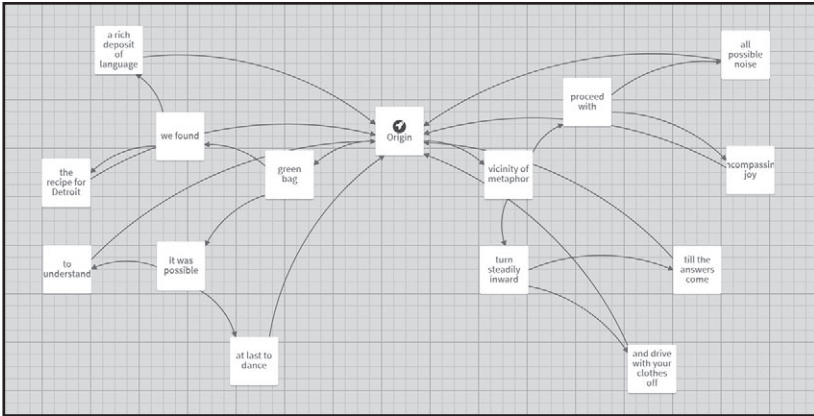 a rich
deposit
of
language
all
possible
noise
proceed
with
Origin
we found
green
bag
vicinity of
metaphor
ncompassin
joy
the
recipe for
Detroit
to
understand
it was
possible
turn
steadily
inward
till the
answers
come
at last to
dance
and drive
with your
clothes
off